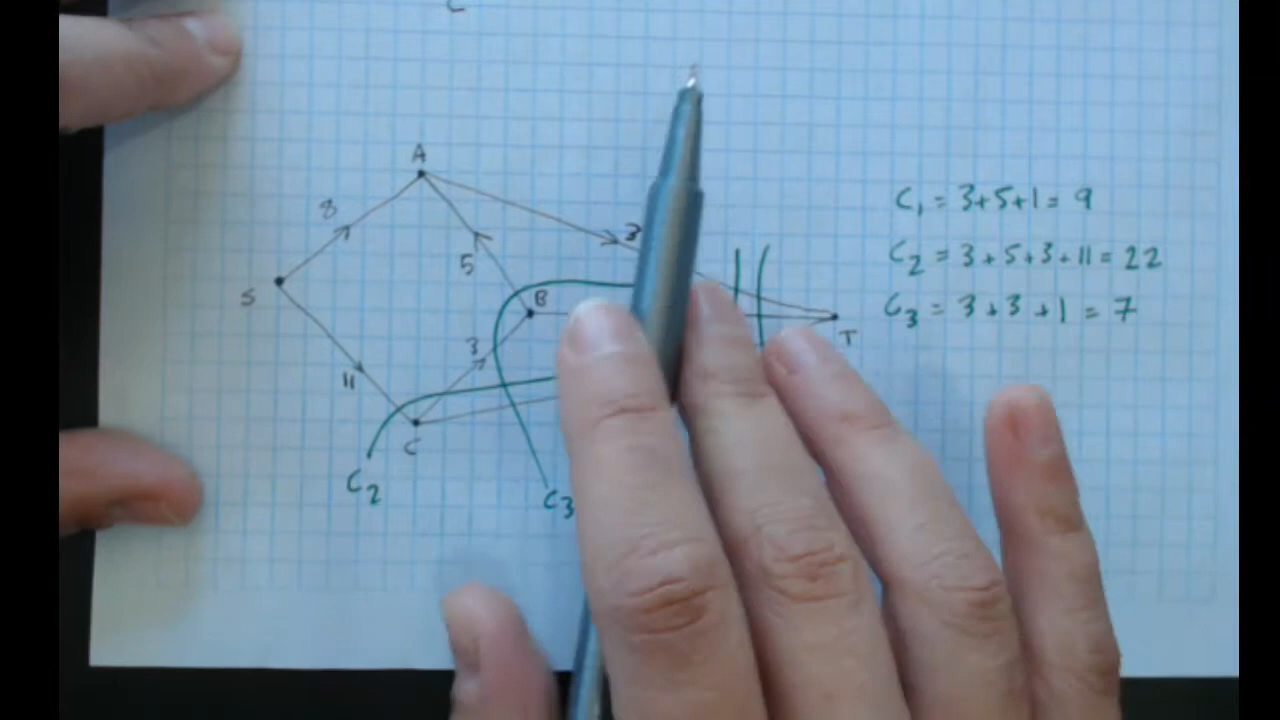 A
8
3
C₁ = 3+5+1 = 9
C₂ = 3+5+3+11 = 22
5
S
B
C₃ = 3+3+1 = 7
T
3
11
C
C₂
C₃